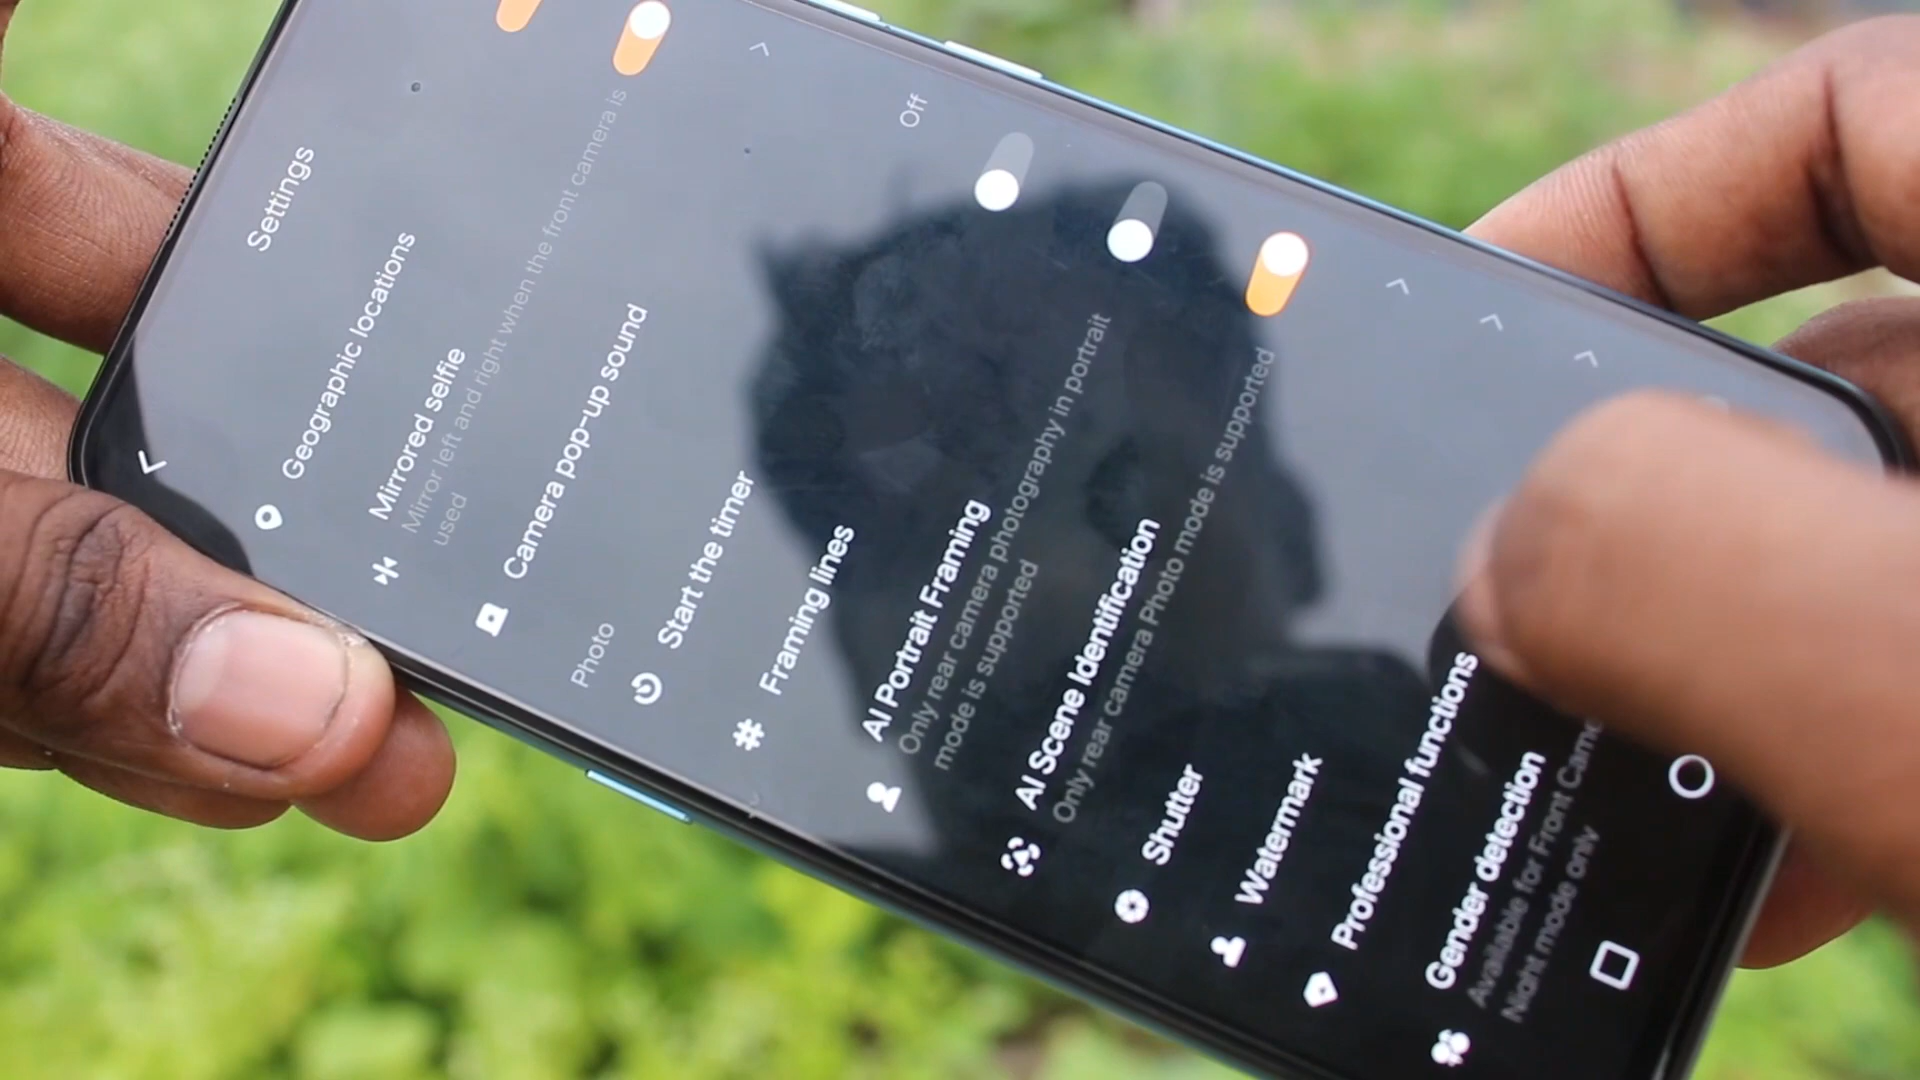 Settings
Geographic locations
Mirrored selfie
Mirror left and right when the front camera is
used
Camera pop-up sound
Photo
Start the timer
Off
Framing lines
AI Portrait Framing
Only rear camera photography in portrait
mode is supported
AI Scene Identification
Only rear camera Photo mode is supported
Shutter
Watermark
Professional functions
Gender detection
Available for Front
Night mode only